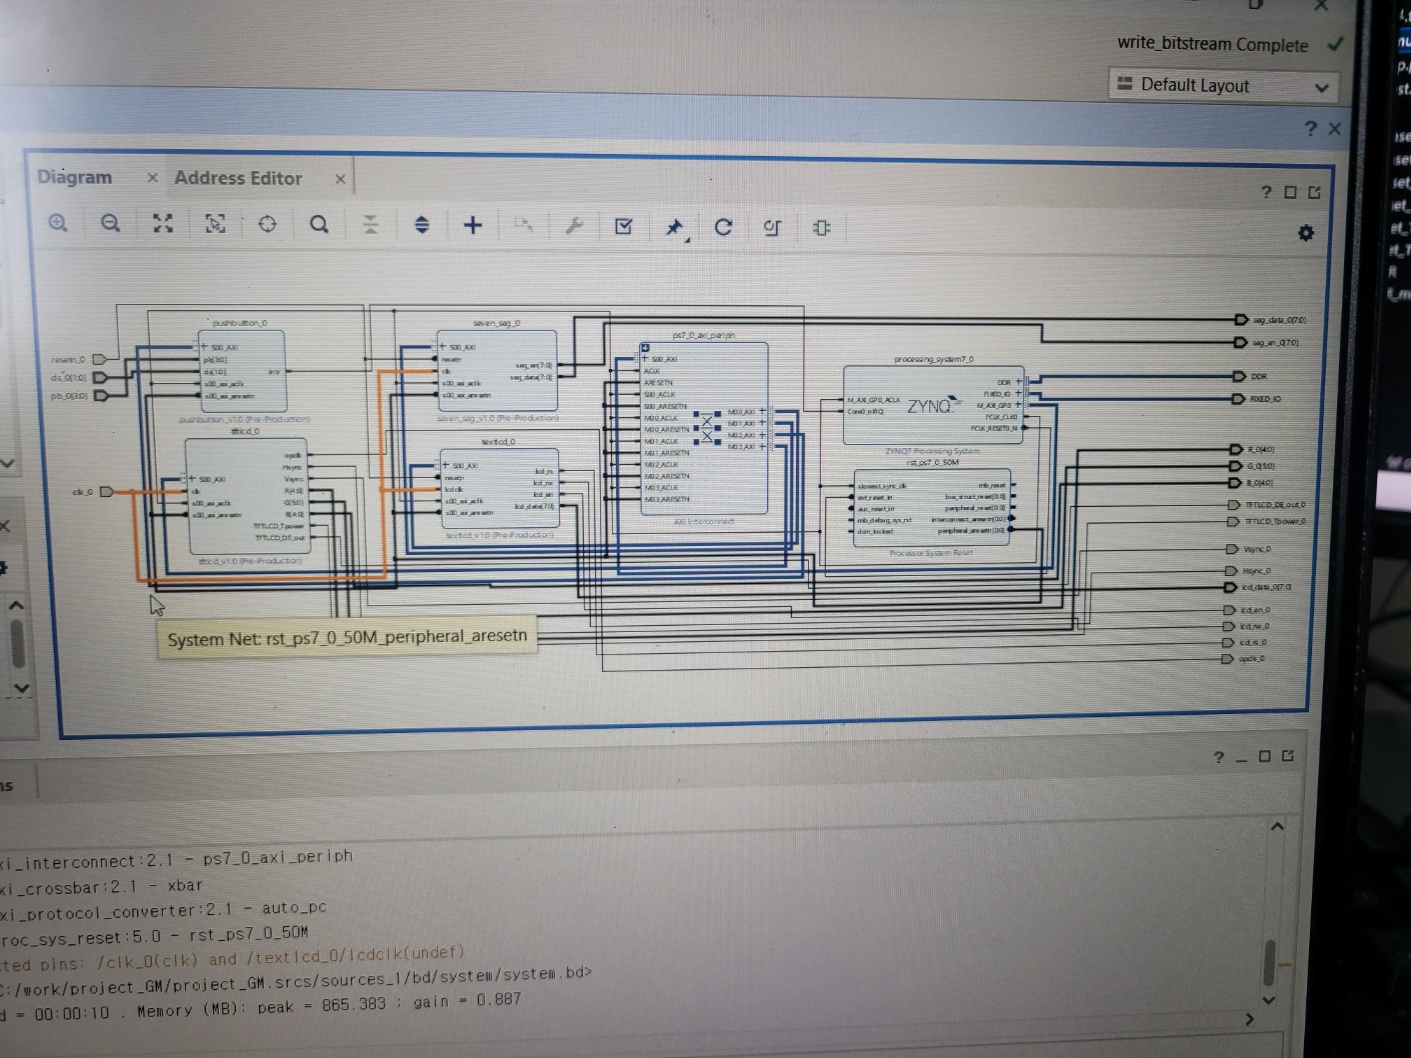 write_bitstream Complete
Default Layout
Diagram
Address Editor
pushbutton_0
S00_AXI
pb[3:0]
ds[1:0]
s00_axi_aclk
s00_axi_aresetn
intr
pushbutton_v1.0 (Pre-Production)
resetn_0
ds_0[1:0]
pb_0[3:0]
tftlcd_0
S00_AXI
clk
s00_axi_aclk
s00_axi_aresetn
opclk
Hsync
Vsync
R[4:0]
G[5:0]
B[4:0]
TFTLCD_Tpower
TFTLCD_DE_out
tftlcd_v1.0 (Pre-Production)
clk_0
seven_seg_0
S00_AXI
resetn
clk
s00_axi_aclk
s00_axi_aresetn
seg_en[7:0]
seg_data[7:0]
seven_seg_v1.0 (Pre-Production)
textlcd_0
S00_AXI
resetn
lcdclk
s00_axi_aclk
s00_axi_aresetn
lcd_rs
lcd_rw
lcd_en
lcd_data[7:0]
textlcd_v1.0 (Pre-Production)
ps7_0_axi_periph
S00_AXI
ACLK
ARESETN
S00_ACLK
S00_ARESETN
M00_ACLK
M00_ARESETN
M01_ACLK
M01_ARESETN
M02_ACLK
M02_ARESETN
M03_ACLK
M03_ARESETN
M00_AXI
M01_AXI
M02_AXI
M03_AXI
AXI Interconnect
processing_system7_0
M_AXI_GP0_ACLK
Core0_nIRQ
ZYNQ
DDR
FIXED_IO
M_AXI_GP0
FCLK_CLK0
FCLK_RESET0_N
ZYNQ7 Processing System
rst_ps7_0_50M
slowest_sync_clk
ext_reset_in
aux_reset_in
mb_debug_sys_rst
dcm_locked
mb_reset
bus_struct_reset[0:0]
peripheral_reset[0:0]
interconnect_aresetn[0:0]
peripheral_aresetn[0:0]
Processor System Reset
seg_data_0[7:0]
seg_en_0[7:0]
DDR
FIXED_IO
R_0[4:0]
G_0[5:0]
B_0[4:0]
TFTLCD_DE_out_0
TFTLCD_Tpower_0
Vsync_0
Hsync_0
lcd_data_0[7:0]
lcd_en_0
lcd_rw_0
lcd_rs_0
opclk_0
System Net: rst_ps7_0_50M_peripheral_aresetn
ns
xi_interconnect:2.1 - ps7_0_axi_periph
xi_crossbar:2.1 - xbar
xi_protocol_converter:2.1 - auto_pc
roc_sys_reset:5.0 - rst_ps7_0_50M
cted pins: /clk_0(clk) and /textlcd_0/lcdclk(undef)
C:/work/project_GM/project_GM.srcs/sources_1/bd/system/system.bd>
d = 00:00:10 . Memory (MB): peak = 865.383 ; gain = 0.887